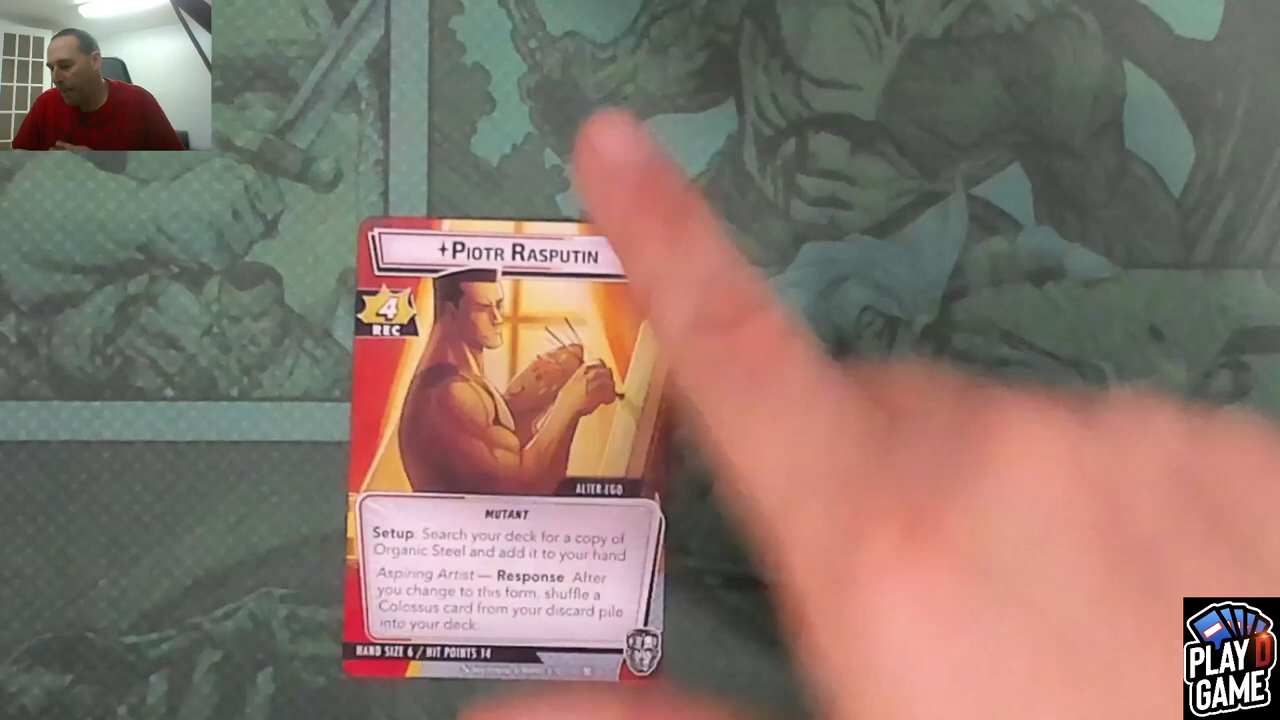 ✦PIOTR RASPUTIN
4
REC
ALTER-EGO
MUTANT
Setup: Search your deck for a copy of
Organic Steel and add it to your hand
Aspiring Artist — Response: After
you change to this form, shuffle a
Colossus card from your discard pile
into your deck.
HAND SIZE 6 / HIT POINTS 14
PLAY D
GAME